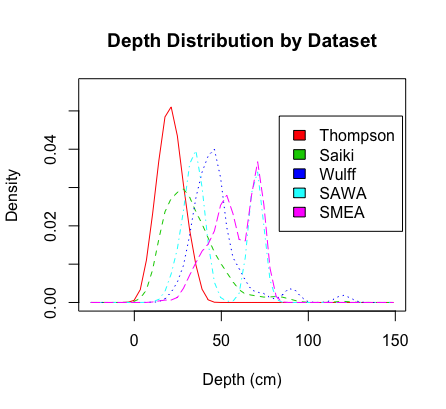 Depth Distribution by Dataset
Density
0.00
0.02
0.04
Thompson
Saiki
Wulff
SAWA
SMEA
0
50
100
150
Depth (cm)